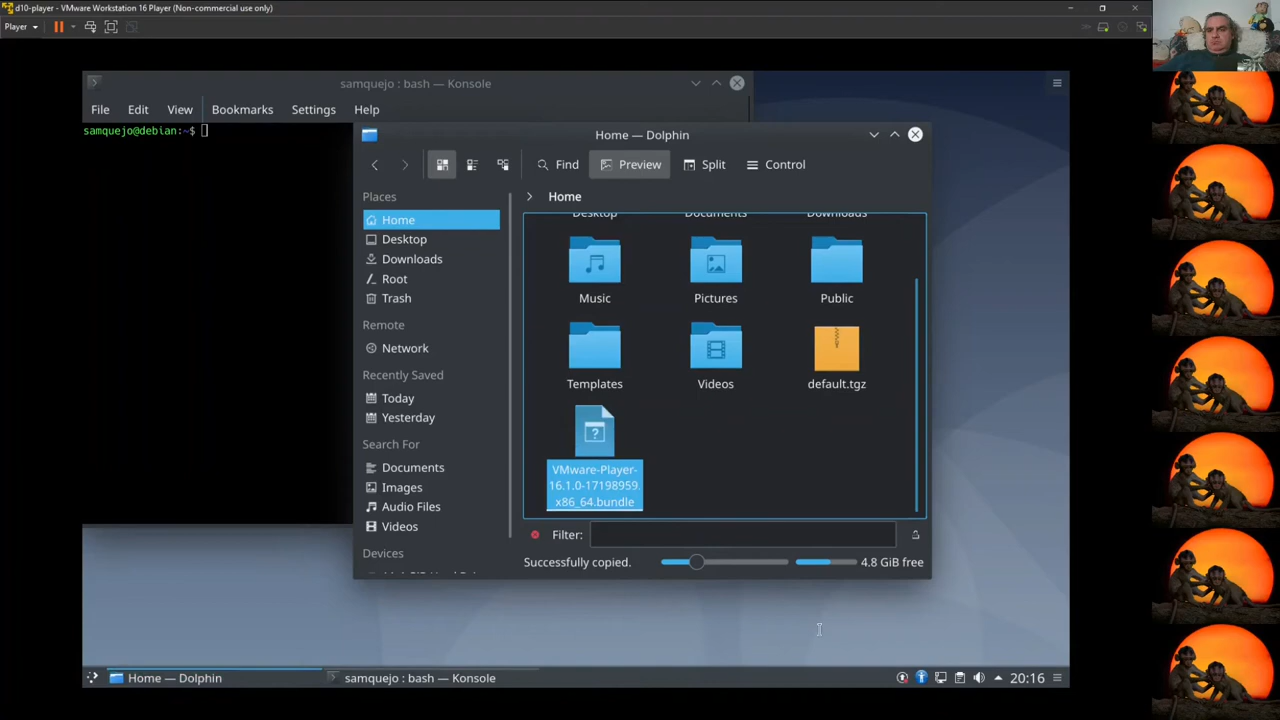 d10-player - VMware Workstation 16 Player (Non-commercial use only)
Player
samquejo : bash — Konsole
File Edit View Bookmarks Settings Help
samquejo@debian:~$
Home — Dolphin
Find Preview Split Control
Places
Home
Desktop
Downloads
Root
Trash
Remote
Network
Recently Saved
Today
Yesterday
Search For
Documents
Images
Audio Files
Videos
Devices
Home
Desktop Documents Downloads
Music Pictures Public
Templates Videos default.tgz
VMware-Player-
16.1.0-17198959.
x86_64.bundle
Filter:
Successfully copied. 4.8 GiB free
Home — Dolphin samquejo : bash — Konsole 20:16